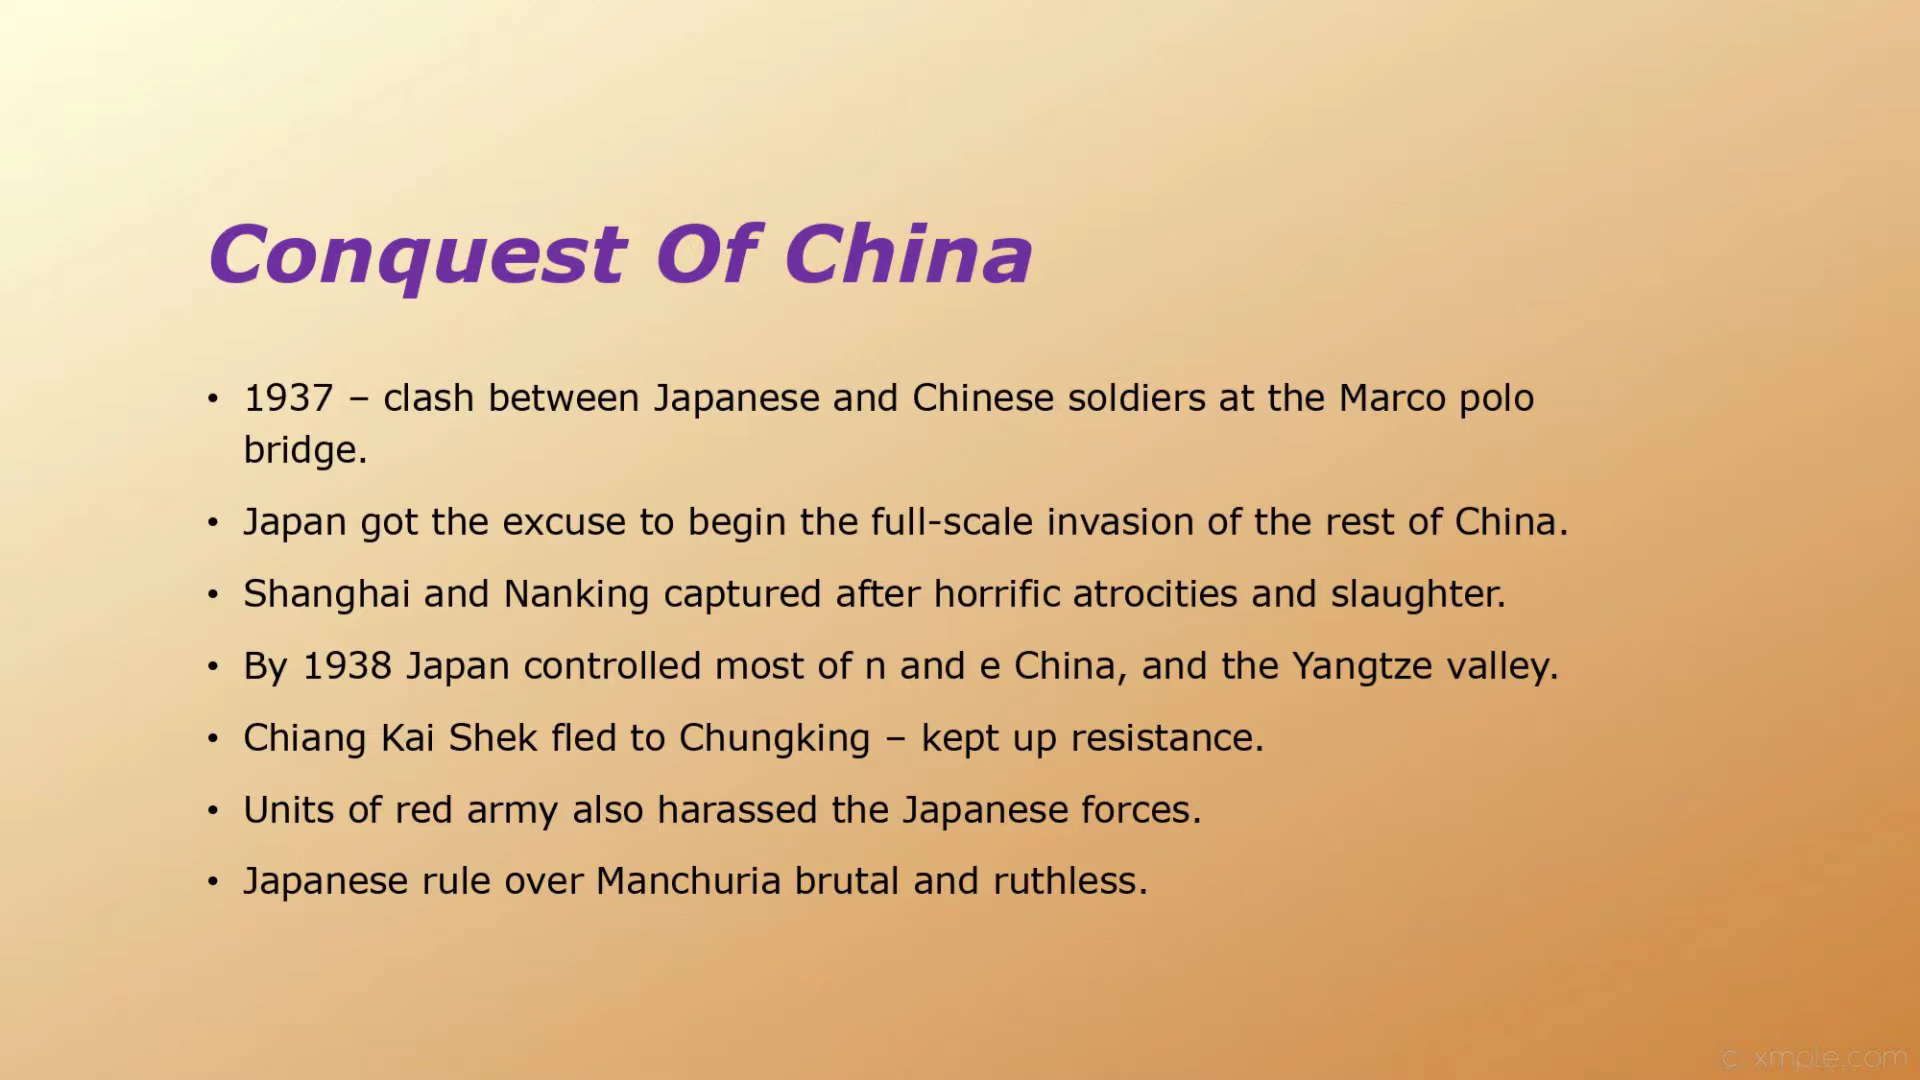 Conquest Of China
• 1937 – clash between Japanese and Chinese soldiers at the Marco polo
bridge.
• Japan got the excuse to begin the full-scale invasion of the rest of China.
• Shanghai and Nanking captured after horrific atrocities and slaughter.
• By 1938 Japan controlled most of n and e China, and the Yangtze valley.
• Chiang Kai Shek fled to Chungking – kept up resistance.
• Units of red army also harassed the Japanese forces.
• Japanese rule over Manchuria brutal and ruthless.
© xmple.com